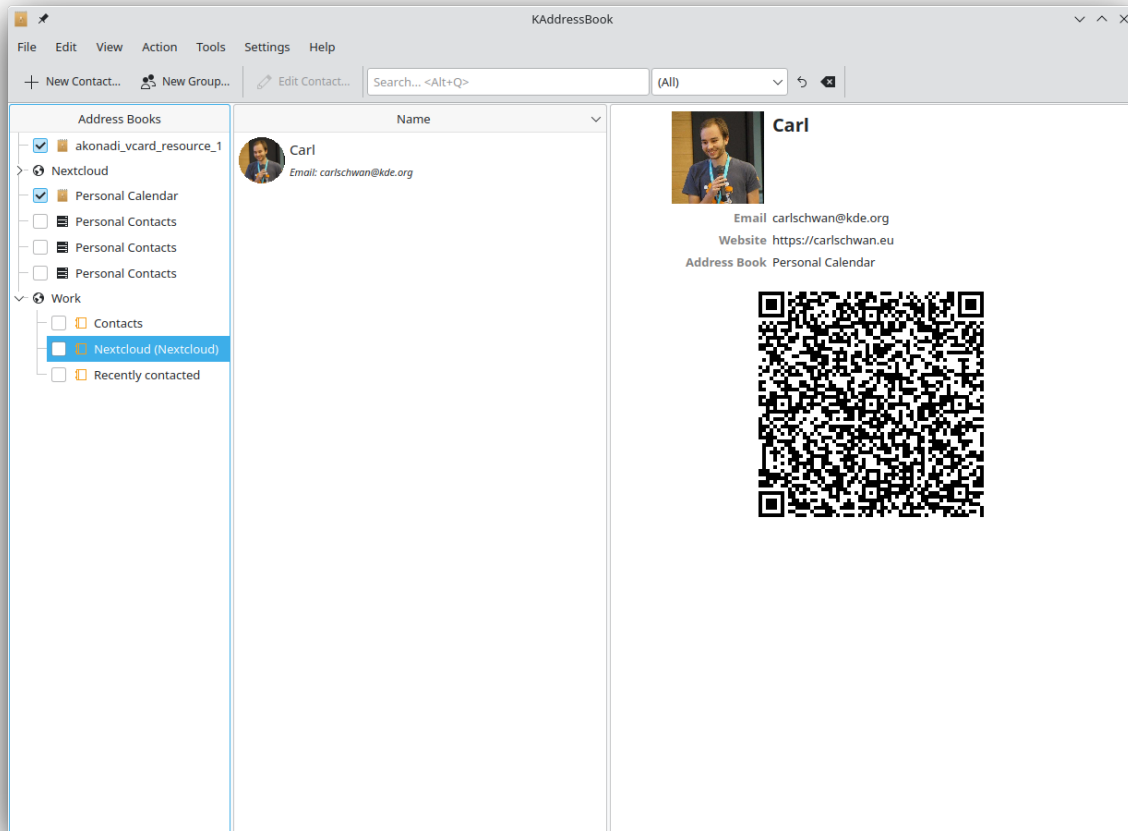 KAddressBook
File Edit View Action Tools Settings Help
New Contact... New Group... Edit Contact... Search... <Alt+Q> (All)
Address Books
akonadi_vcard_resource_1
Nextcloud
Personal Calendar
Personal Contacts
Personal Contacts
Personal Contacts
Work
Contacts
Nextcloud (Nextcloud)
Recently contacted
Name
Carl
Email: carlschwan@kde.org
Carl
Email carlschwan@kde.org
Website https://carlschwan.eu
Address Book Personal Calendar